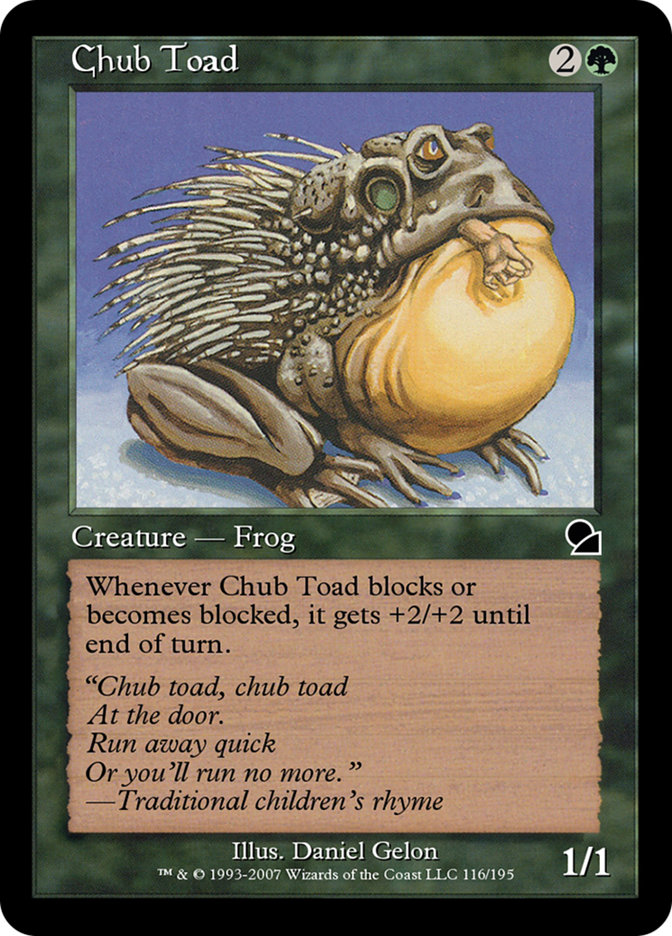 Chub Toad
2
Creature — Frog
Whenever Chub Toad blocks or
becomes blocked, it gets +2/+2 until
end of turn.
“Chub toad, chub toad
At the door.
Run away quick
Or you’ll run no more.”
—Traditional children’s rhyme
Illus. Daniel Gelon
™ & © 1993-2007 Wizards of the Coast LLC 116/195
1/1